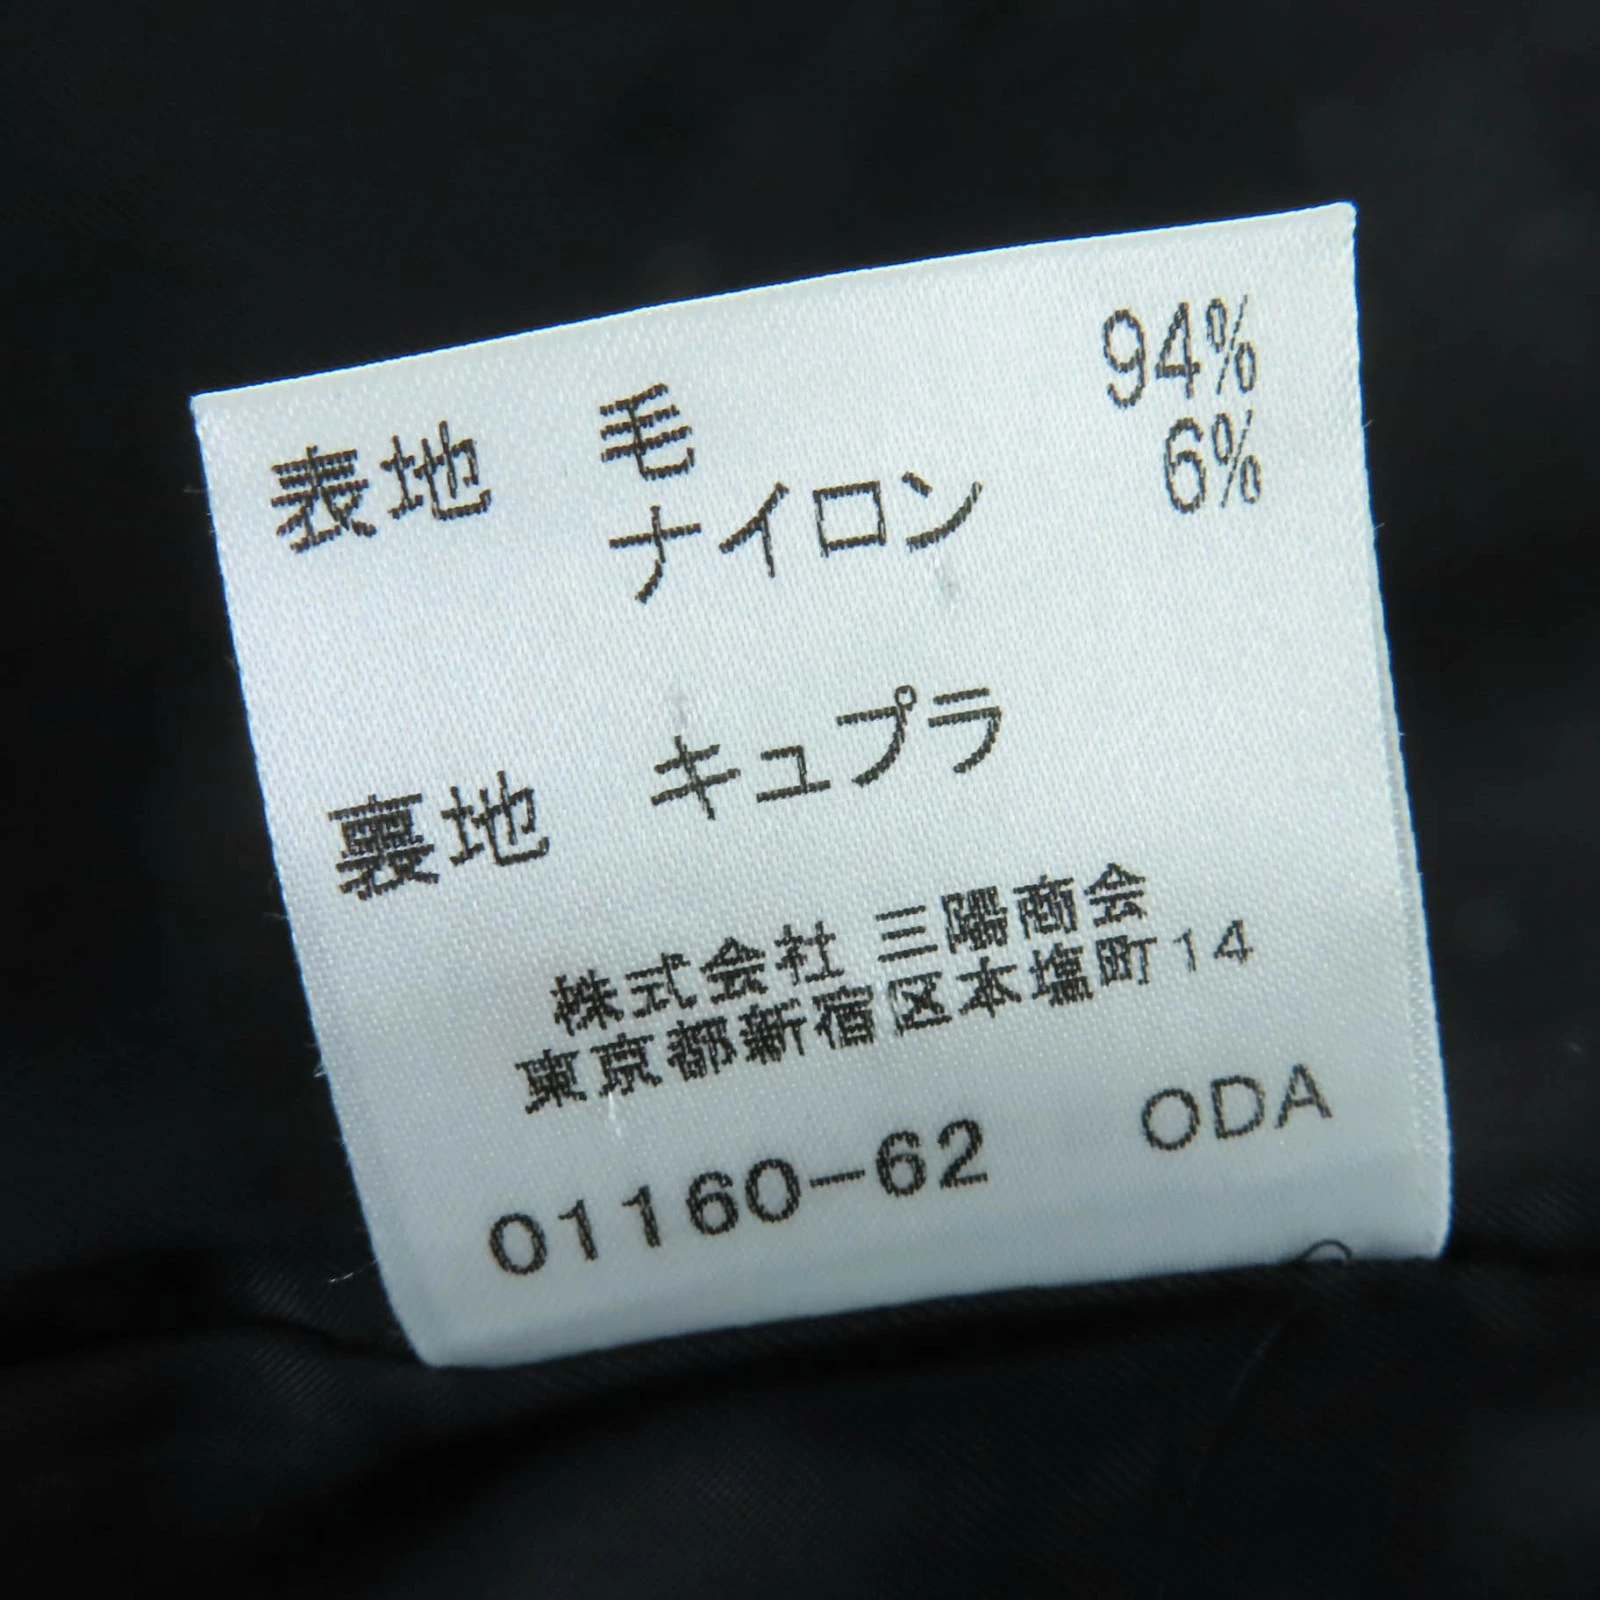 表地 毛 94%
ナイロン 6%
裏地 キュプラ
株式会社 三陽商会
東京都新宿区本塩町14
01160-62 ODA